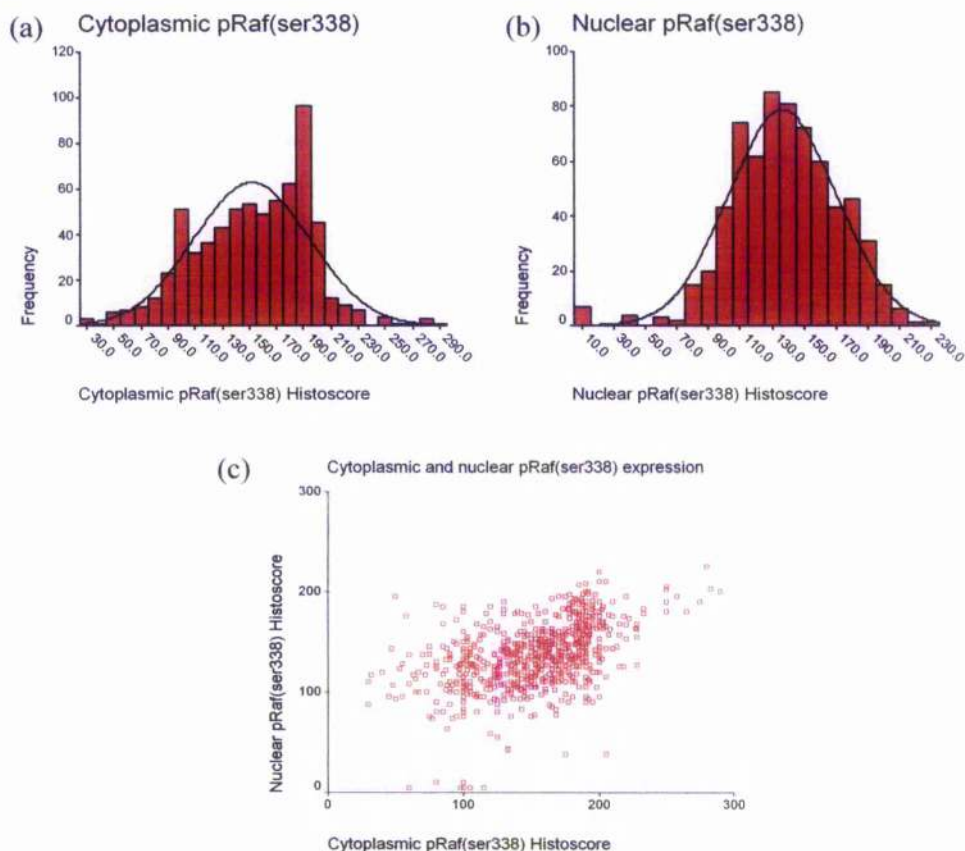 (a) Cytoplasmic pRaf(ser338)
120
100
80
60
40
20
0
Frequency
30.0 50.0 70.0 90.0 110.0 130.0 150.0 170.0 190.0 210.0 230.0 250.0 270.0 290.0
Cytoplasmic pRaf(ser338) Histoscore
(b) Nuclear pRaf(ser338)
100
80
60
40
20
0
Frequency
10.0 30.0 50.0 70.0 90.0 110.0 130.0 150.0 170.0 190.0 210.0 230.0
Nuclear pRaf(ser338) Histoscore
(c) Cytoplasmic and nuclear pRaf(ser338) expression
300
200
100
0
Nuclear pRaf(ser338) Histoscore
0 100 200 300
Cytoplasmic pRaf(ser338) Histoscore